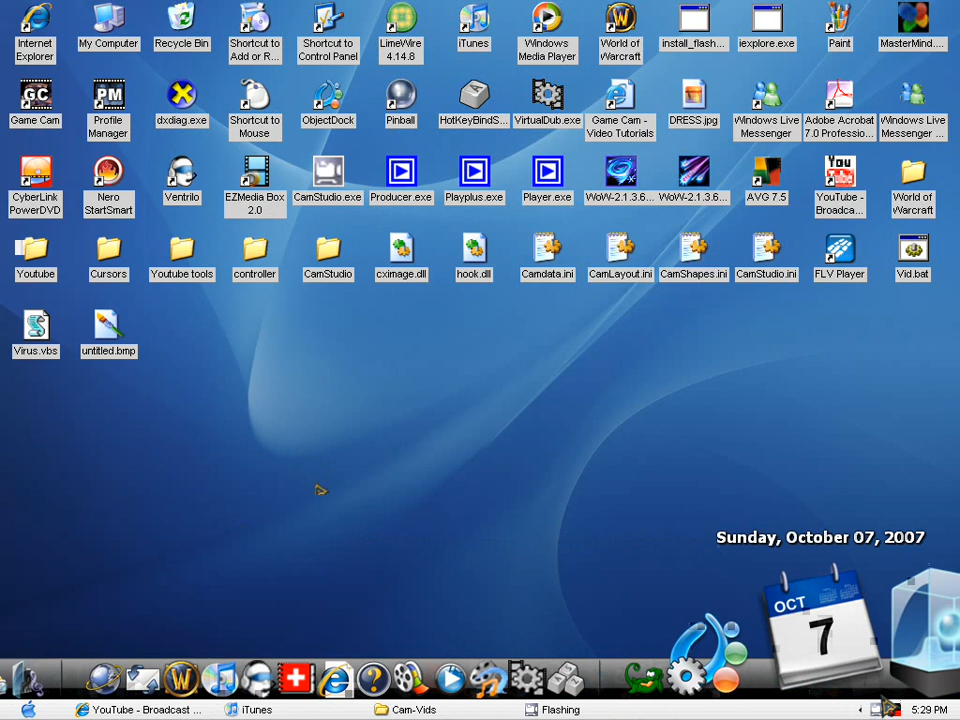 Internet
Explorer
My Computer
Recycle Bin
Shortcut to
Add or R...
Shortcut to
Control Panel
LimeWire
4.14.8
iTunes
Windows
Media Player
World of
Warcraft
install_flash...
iexplore.exe
Paint
MasterMind....
GC
Game Cam
PM
Profile
Manager
dxdiag.exe
Shortcut to
Mouse
ObjectDock
Pinball
HotKeyBindS...
VirtualDub.exe
Game Cam -
Video Tutorials
DRESS.jpg
Windows Live
Messenger
Adobe Acrobat
7.0 Professio...
Windows Live
Messenger ...
CyberLink
PowerDVD
Nero
StartSmart
Ventrilo
EZMedia Box
2.0
CamStudio.exe
Producer.exe
Playplus.exe
Player.exe
WoW-2.1.3.6...
WoW-2.1.3.6...
AVG 7.5
You
Tube
YouTube -
Broadca...
World of
Warcraft
Youtube
Cursors
Youtube tools
controller
CamStudio
cximage.dll
hook.dll
Camdata.ini
CamLayout.ini
CamShapes.ini
CamStudio.ini
FLV Player
Vid.bat
Virus.vbs
untitled.bmp
Sunday, October 07, 2007
OCT
7
YouTube - Broadcast ...
iTunes
Cam-Vids
Flashing
5:29 PM